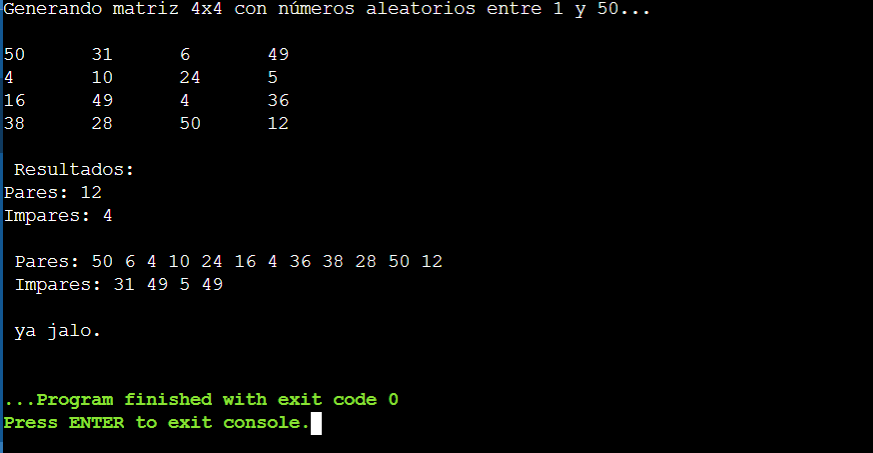 Generando matriz 4x4 con números aleatorios entre 1 y 50...
50 31 6 49
4 10 24 5
16 49 4 36
38 28 50 12
Resultados:
Pares: 12
Impares: 4
Pares: 50 6 4 10 24 16 4 36 38 28 50 12
Impares: 31 49 5 49
ya jalo.
...Program finished with exit code 0
Press ENTER to exit console.